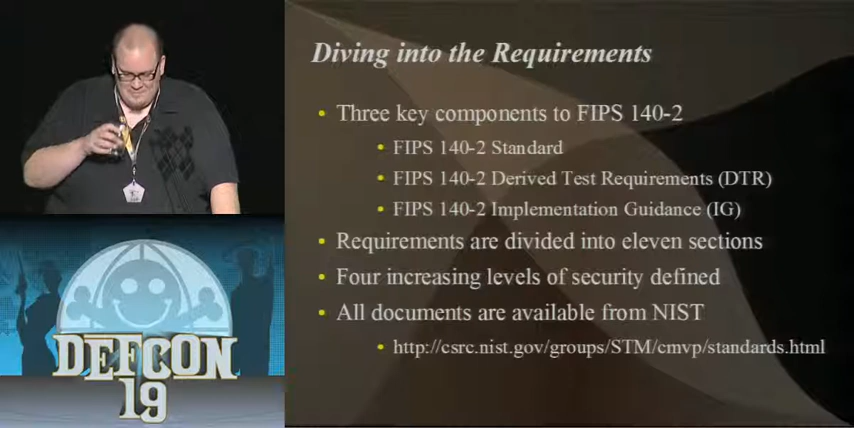 Diving into the Requirements
Three key components to FIPS 140-2
FIPS 140-2 Standard
FIPS 140-2 Derived Test Requirements (DTR)
FIPS 140-2 Implementation Guidance (IG)
Requirements are divided into eleven sections
Four increasing levels of security defined
All documents are available from NIST
http://csrc.nist.gov/groups/STM/cmvp/standards.html
DEFCON
19